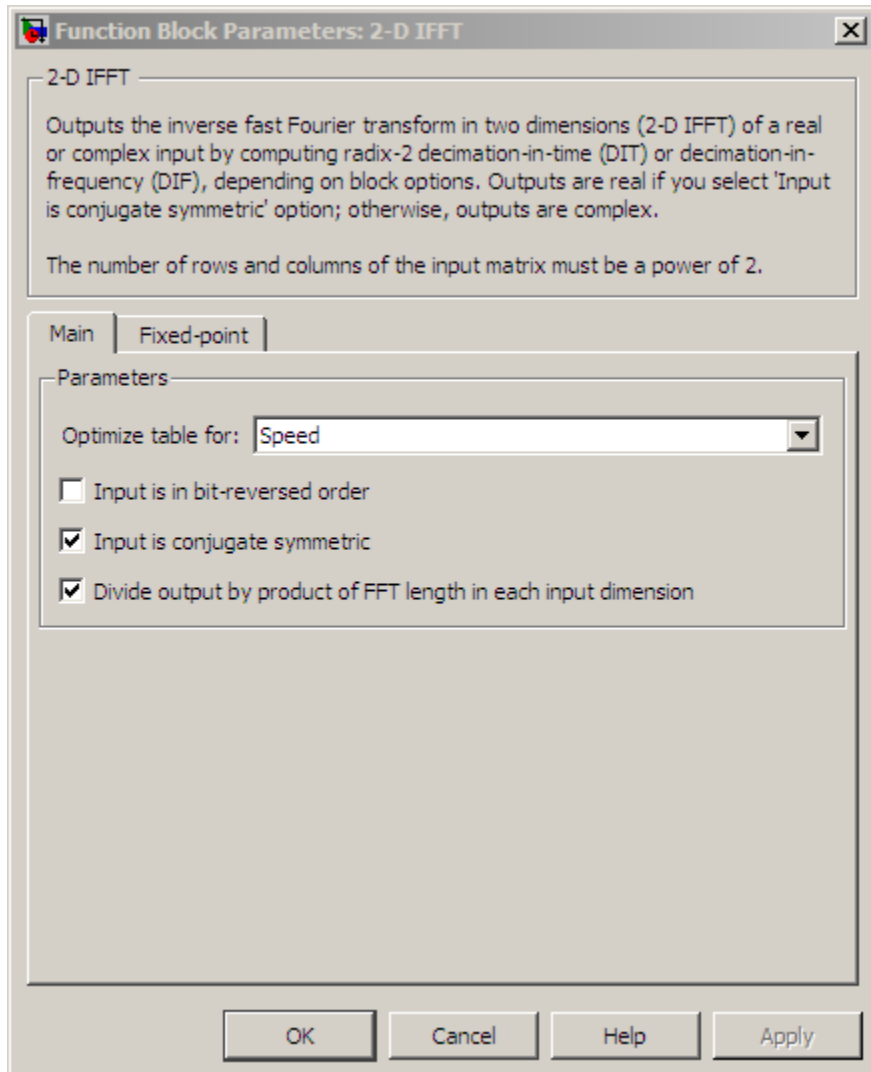 Function Block Parameters: 2-D IFFT
2-D IFFT
Outputs the inverse fast Fourier transform in two dimensions (2-D IFFT) of a real
or complex input by computing radix-2 decimation-in-time (DIT) or decimation-in-
frequency (DIF), depending on block options. Outputs are real if you select 'Input
is conjugate symmetric' option; otherwise, outputs are complex.
The number of rows and columns of the input matrix must be a power of 2.
Main Fixed-point
Parameters
Optimize table for: Speed
Input is in bit-reversed order
Input is conjugate symmetric
Divide output by product of FFT length in each input dimension
OK Cancel Help Apply